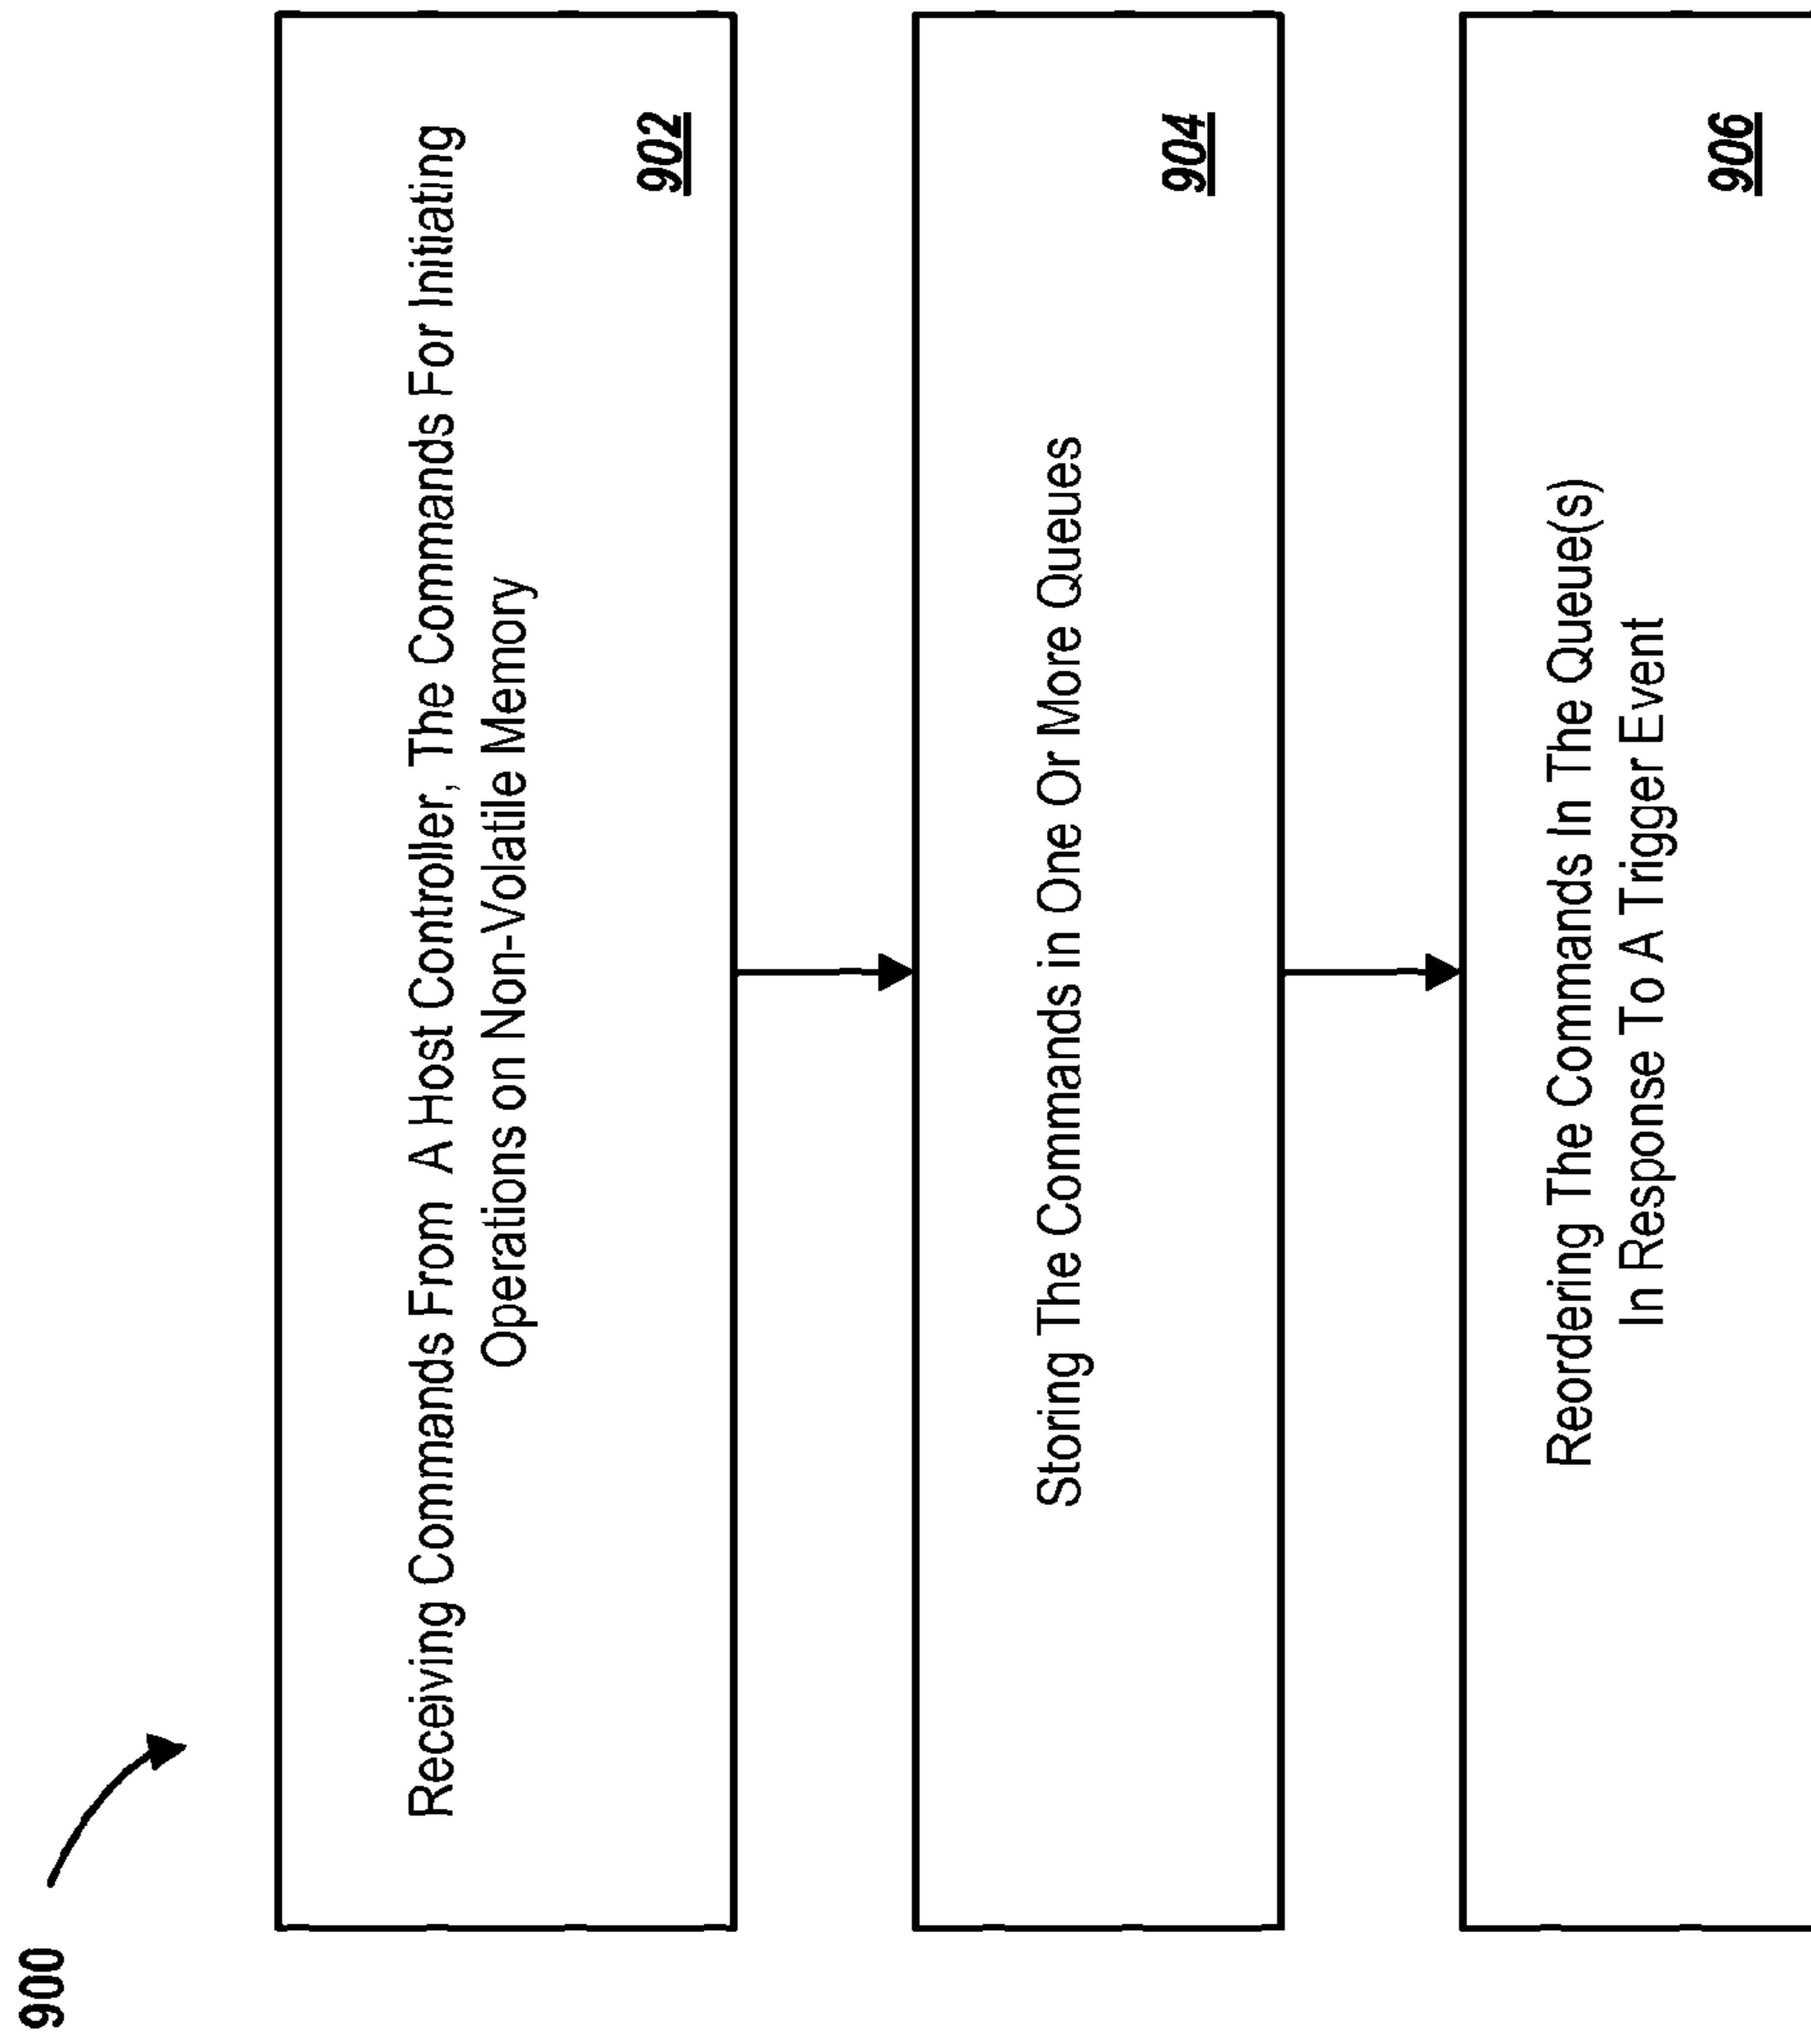 900
Receiving Commands From A Host Controller, The Commands For Initiating
Operations on Non-Volatile Memory
902
Storing The Commands in One Or More Queues
904
Reordering The Commands In The Queue(s)
In Response To A Trigger Event
906